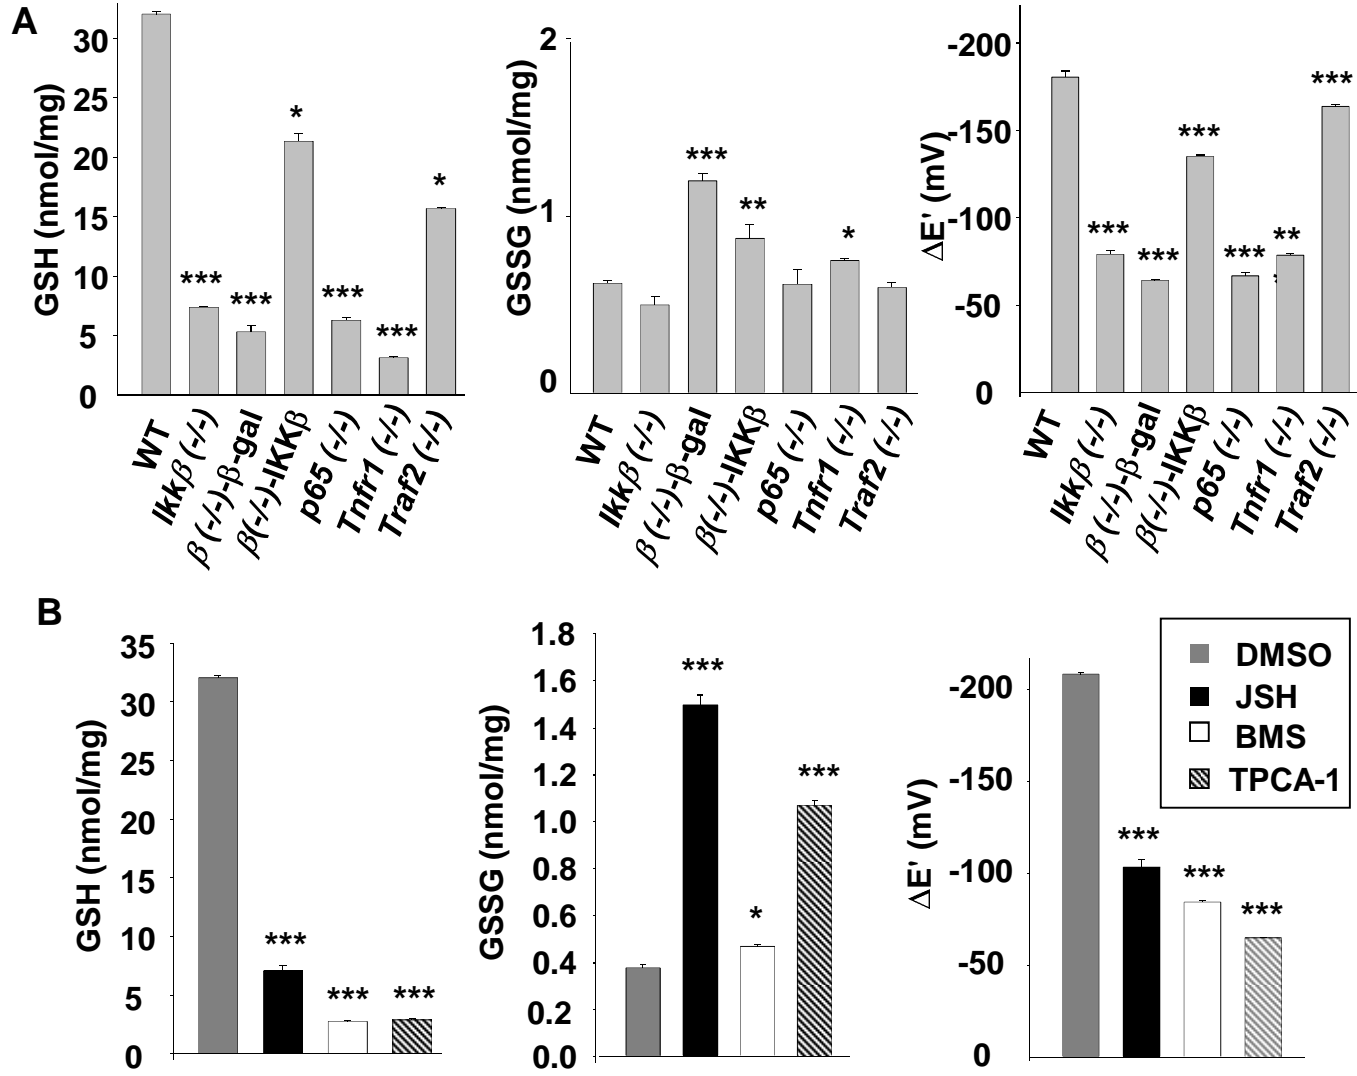 A
GSH (nmol/mg)
30
25
20
15
10
5
0
***
***
*
***
***
*
WT
Ikkβ (-/-)
β (-/-)-β-gal
β(-/-)-IKKβ
p65 (-/-)
Tnfr1 (-/-)
Traf2 (-/-)
GSSG (nmol/mg)
2
1
0
***
**
*
WT
Ikkβ (-/-)
β (-/-)-β-gal
β(-/-)-IKKβ
p65 (-/-)
Tnfr1 (-/-)
Traf2 (-/-)
ΔE' (mV)
-200
-150
-100
-50
0
***
***
***
***
**
***
WT
Ikkβ (-/-)
β (-/-)-β-gal
β(-/-)-IKKβ
p65 (-/-)
Tnfr1 (-/-)
Traf2 (-/-)
B
GSH (nmol/mg)
35
32
35
20
15
12
5
0
***
***
***
GSSG (nmol/mg)
1.8
1.6
1.4
1.2
1.0
0.8
0.6
0.4
0.2
0.0
***
*
***
ΔE' (mV)
-200
-150
-100
-50
0
***
***
***
DMSO
JSH
BMS
TPCA-1